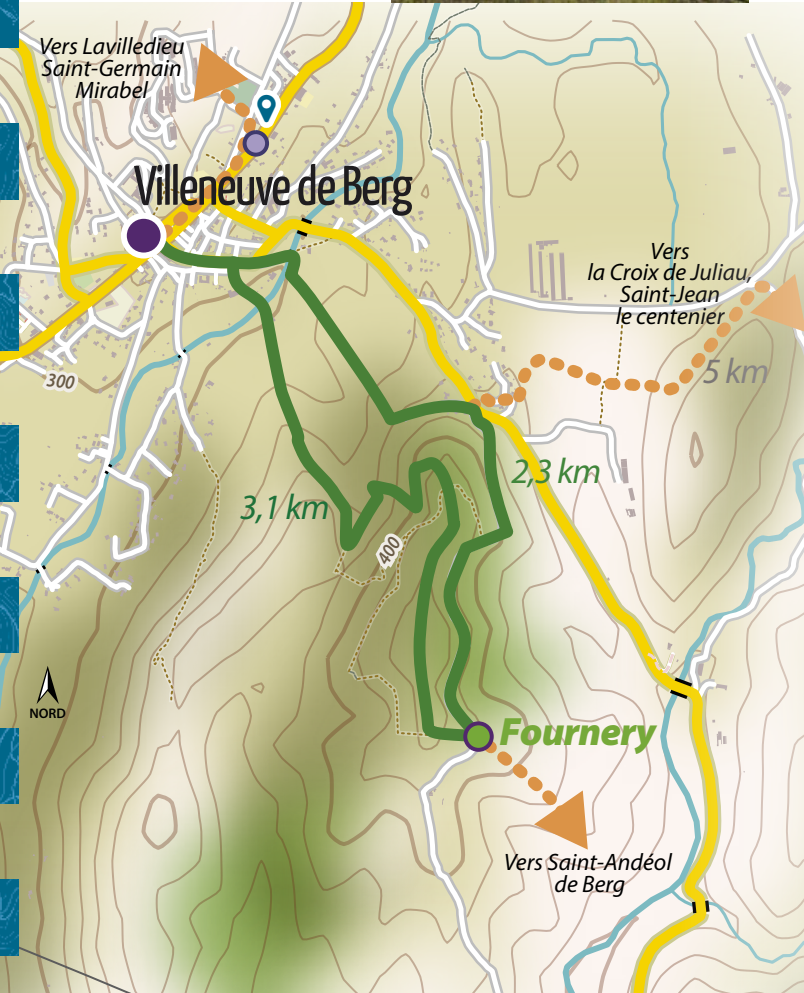 Vers Lavilledieu
Saint-Germain
Mirabel
Villeneuve de Berg
Vers
la Croix de Juliau,
Saint-Jean
le centenier
5 km
300
2,3 km
3,1 km
400
NORD
Fournery
Vers Saint-Andéol
de Berg